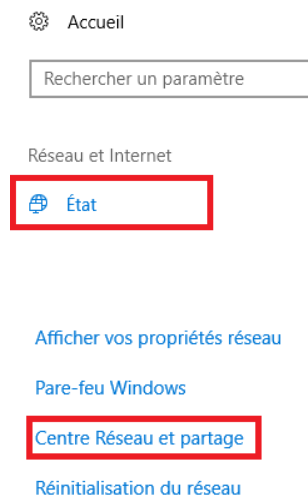 Accueil
Rechercher un paramètre
Réseau et Internet
État
Afficher vos propriétés réseau
Pare-feu Windows
Centre Réseau et partage
Réinitialisation du réseau